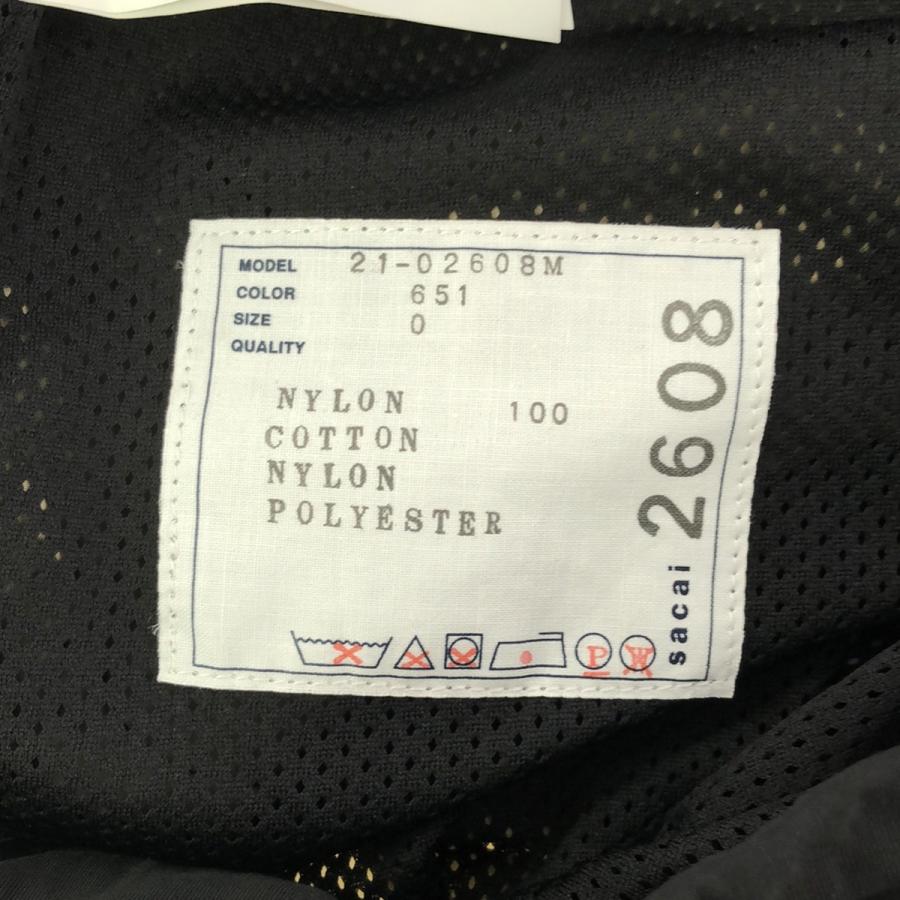 MODEL 21-02608M
COLOR 651
SIZE 0
QUALITY
NYLON 100
COTTON
NYLON
POLYESTER
P W
sacai 2608